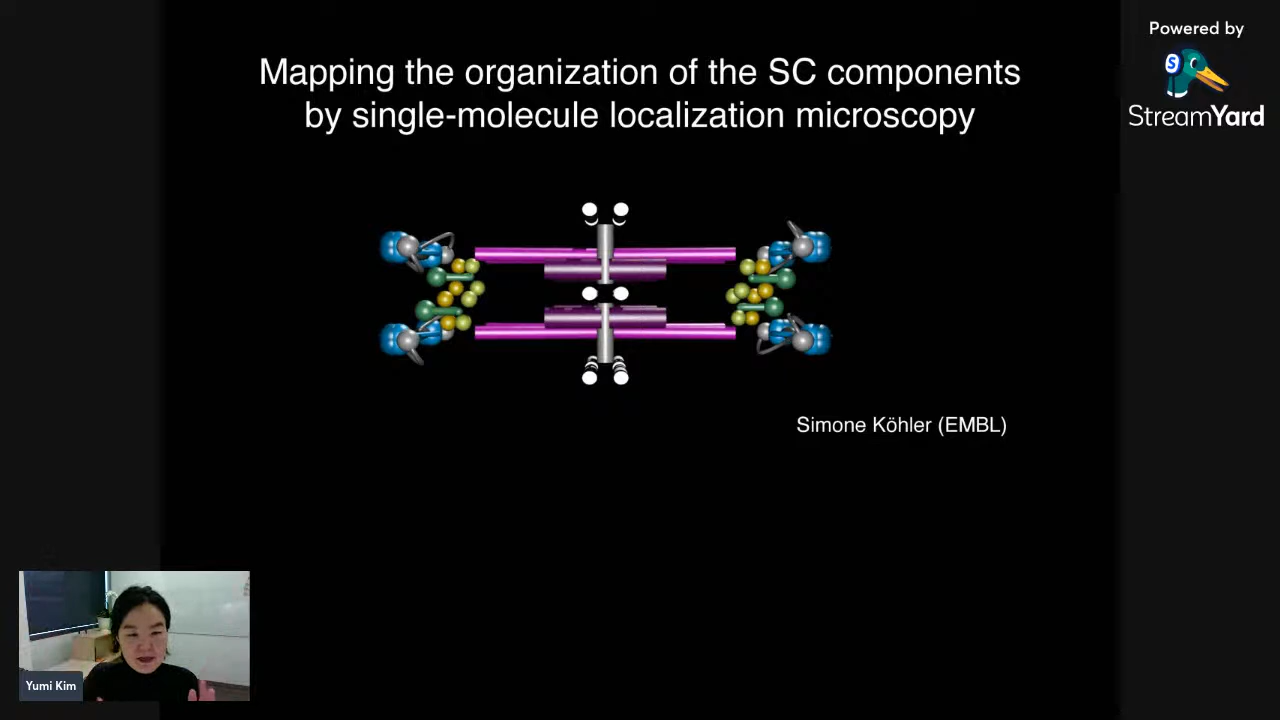 Mapping the organization of the SC components
by single-molecule localization microscopy
Powered by
S
StreamYard
Simone Köhler (EMBL)
Yumi Kim